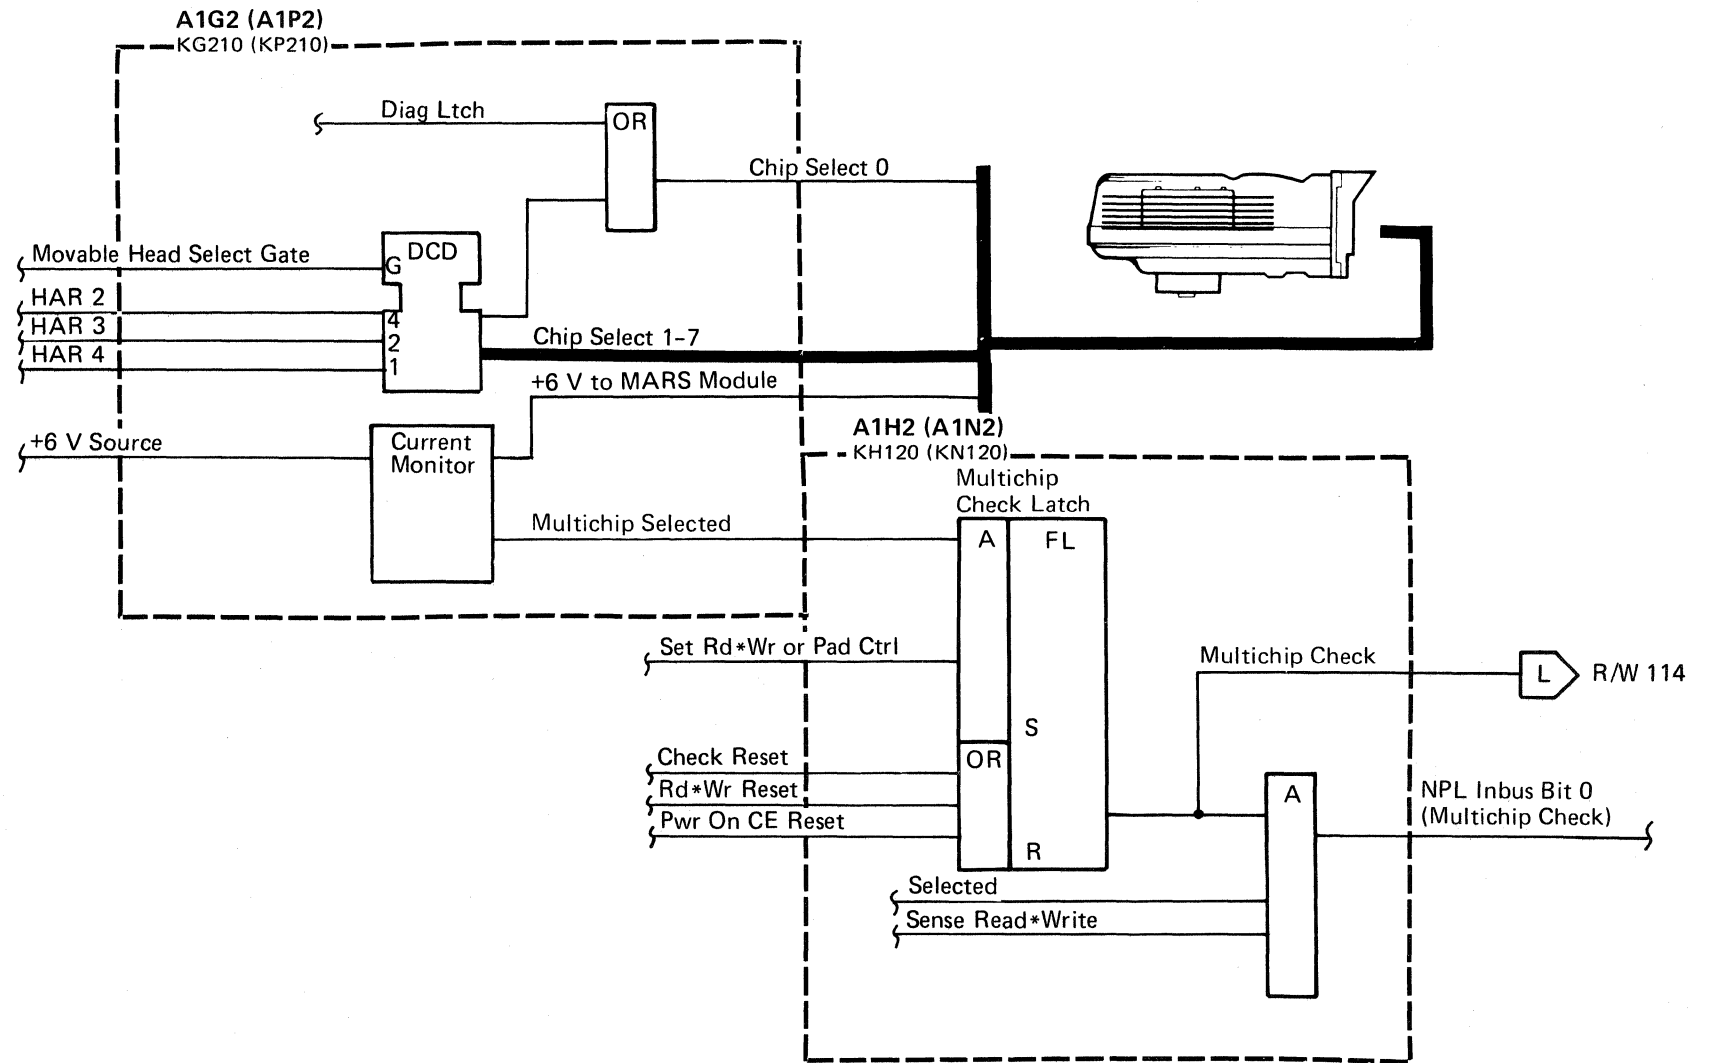 A1G2 (A1P2)
KG210 (KP210)
Diag Ltch
OR
Chip Select 0
Movable Head Select Gate
G
DCD
HAR 2
4
HAR 3
2
HAR 4
1
Chip Select 1-7
+6 V to MARS Module
+6 V Source
Current
Monitor
A1H2 (A1N2)
KH120 (KN120)
Multichip
Check Latch
Multichip Selected
A
FL
Set Rd*Wr or Pad Ctrl
Multichip Check
L
R/W 114
S
Check Reset
OR
Rd*Wr Reset
Pwr On CE Reset
R
A
NPL Inbus Bit 0
(Multichip Check)
Selected
Sense Read*Write